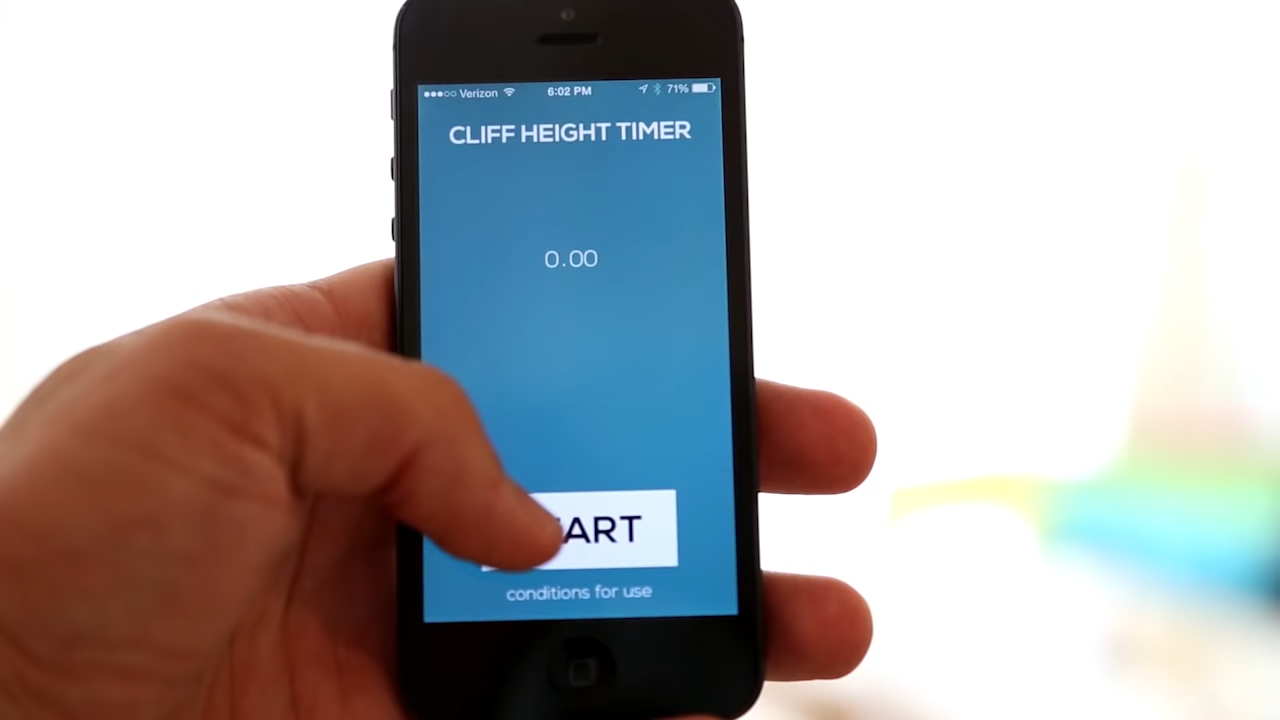 Verizon 6:02 PM 71%
CLIFF HEIGHT TIMER
0.00
ART
conditions for use